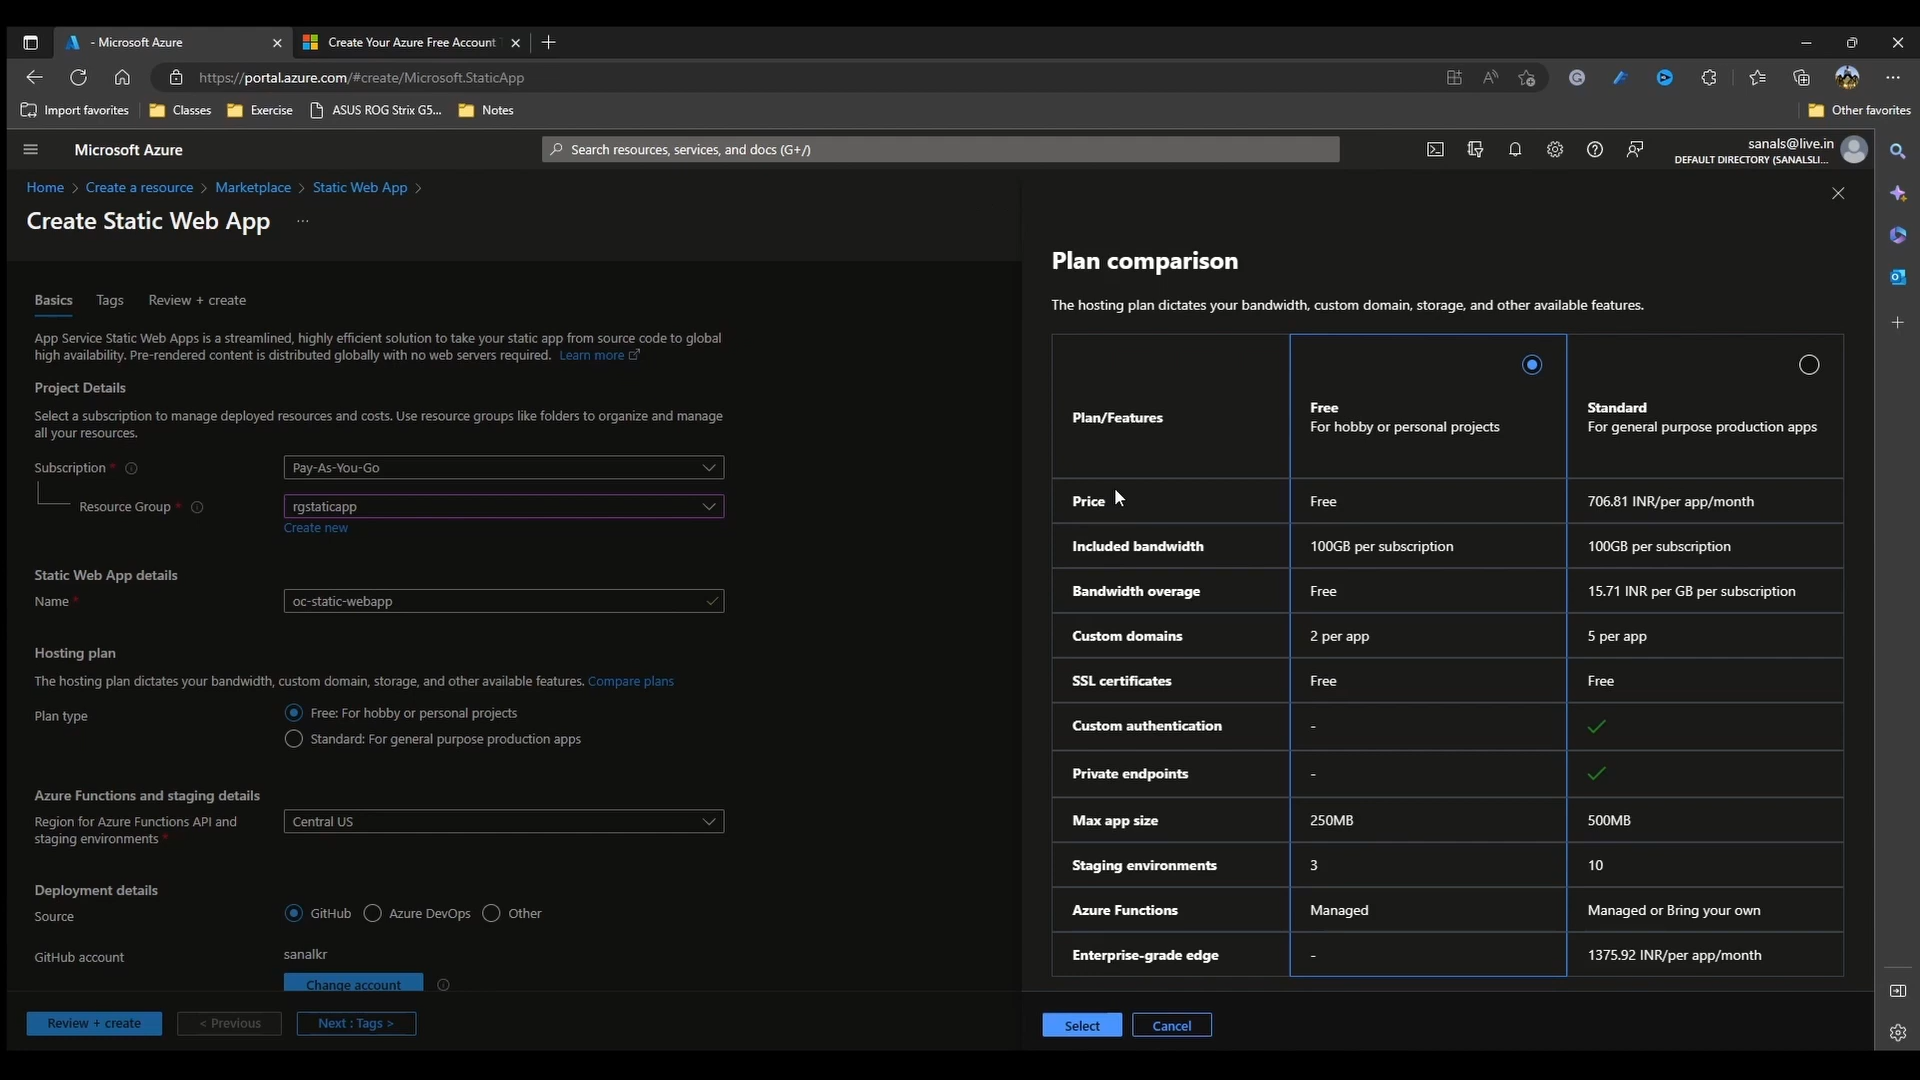 - Microsoft Azure
Create Your Azure Free Account
https://portal.azure.com/#create/Microsoft.StaticApp
Import favorites
Classes
Exercise
ASUS ROG Strix G5...
Notes
Other favorites
Microsoft Azure
Search resources, services, and docs (G+/)
sanals@live.in
DEFAULT DIRECTORY (SANALSLI...
Home > Create a resource > Marketplace > Static Web App >
Create Static Web App ...
Basics
Tags
Review + create
App Service Static Web Apps is a streamlined, highly efficient solution to take your static app from source code to global
high availability. Pre-rendered content is distributed globally with no web servers required. Learn more
Project Details
Select a subscription to manage deployed resources and costs. Use resource groups like folders to organize and manage
all your resources.
Subscription *
Pay-As-You-Go
Resource Group *
rgstaticapp
Create new
Static Web App details
Name *
oc-static-webapp
Hosting plan
The hosting plan dictates your bandwidth, custom domain, storage, and other available features. Compare plans
Plan type
Free: For hobby or personal projects
Standard: For general purpose production apps
Azure Functions and staging details
Region for Azure Functions API and
staging environments *
Central US
Deployment details
Source
GitHub
Azure DevOps
Other
GitHub account
sanalkr
Change account
Review + create
< Previous
Next : Tags >
Plan comparison
The hosting plan dictates your bandwidth, custom domain, storage, and other available features.
Plan/Features
Free
For hobby or personal projects
Standard
For general purpose production apps
Price
Free
706.81 INR/per app/month
Included bandwidth
100GB per subscription
100GB per subscription
Bandwidth overage
Free
15.71 INR per GB per subscription
Custom domains
2 per app
5 per app
SSL certificates
Free
Free
Custom authentication
-
Private endpoints
-
Max app size
250MB
500MB
Staging environments
3
10
Azure Functions
Managed
Managed or Bring your own
Enterprise-grade edge
-
1375.92 INR/per app/month
Select
Cancel